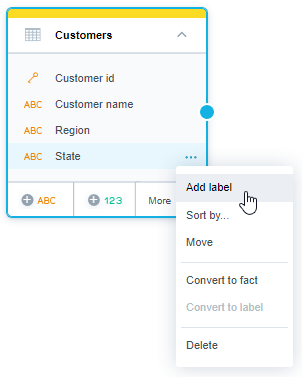 Customers
Customer id
ABC Customer name
ABC Region
ABC State ...
ABC 123 More
Add label
Sort by...
Move
Convert to fact
Convert to label
Delete